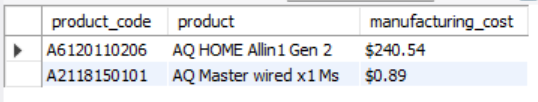 product_code product manufacturing_cost
A6120110206 AQ HOME Allin1 Gen 2 $240.54
A2118150101 AQ Master wired x1 Ms $0.89